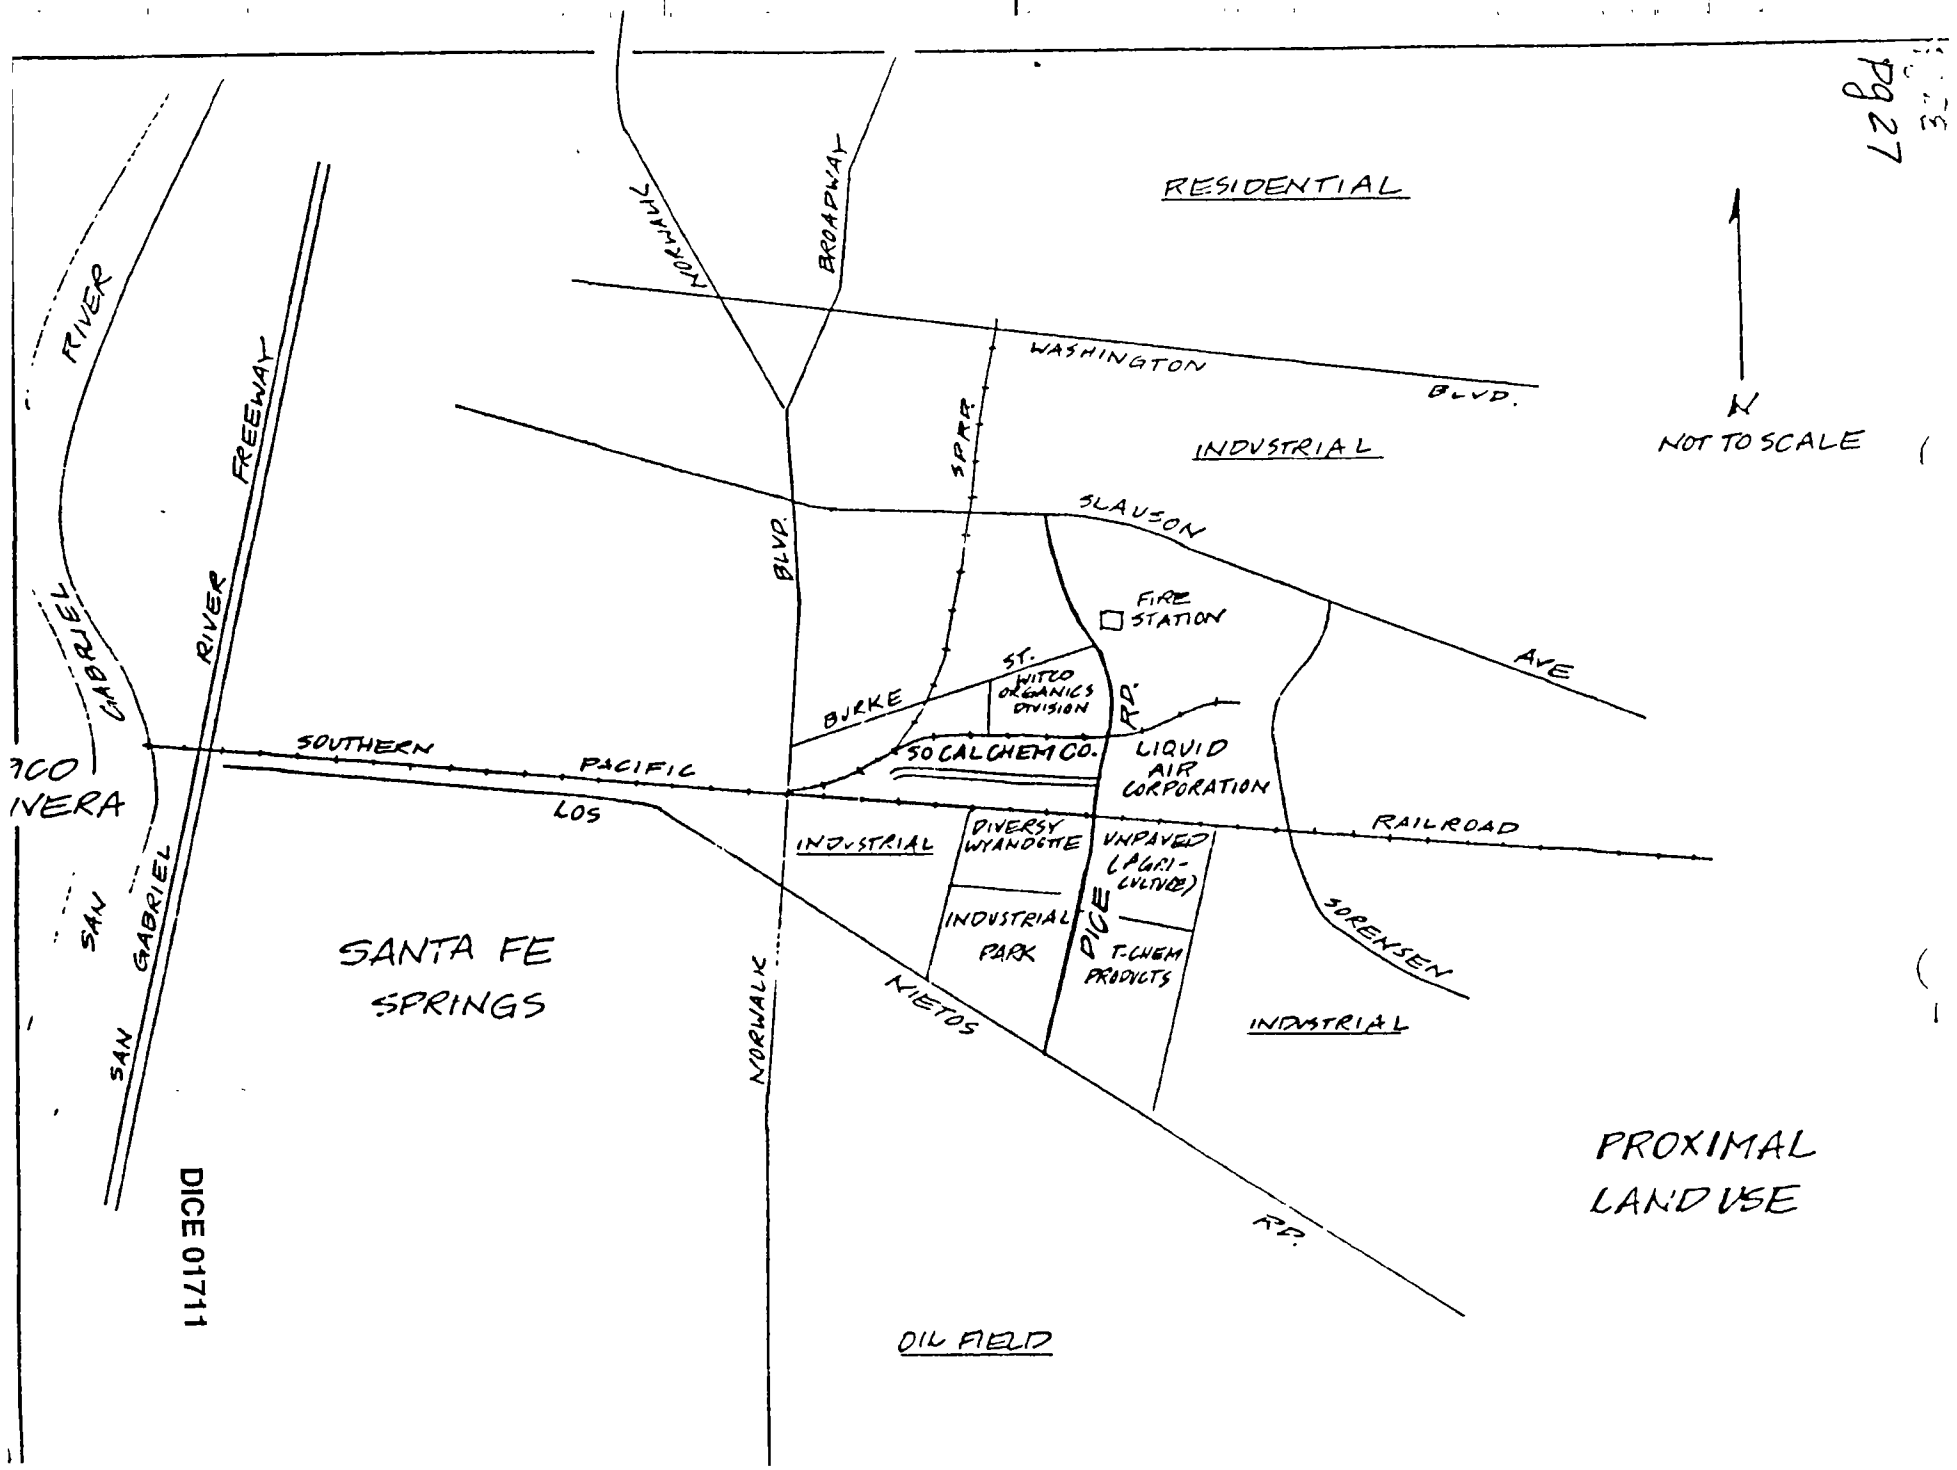 Pg 27
RESIDENTIAL
NORWALK
BROADWAY
RIVER
FREEWAY
WASHINGTON
BLVD.
N
NOT TO SCALE
SPRR.
INDUSTRIAL
SLAUSON
BLVD.
FIRE
STATION
RIVER
GABRIEL
AVE
ST.
BURKE
WITCO
ORGANICS
DIVISION
RD.
SOUTHERN
PACIFIC
SO CAL CHEM CO.
LIQUID
AIR
CORPORATION
LOS
RAILROAD
INDUSTRIAL
DIVERSY
WYANDOTTE
UNPAVED
(AGRI-
CULTURE)
SAN
GABRIEL
INDUSTRIAL
PARK
DICE
T-CHEM
PRODUCTS
SORENSEN
SANTA FE
SPRINGS
NIETOS
INDUSTRIAL
SAN
NORWALK
PROXIMAL
LAND USE
RD.
DICE 01711
OIL FIELD